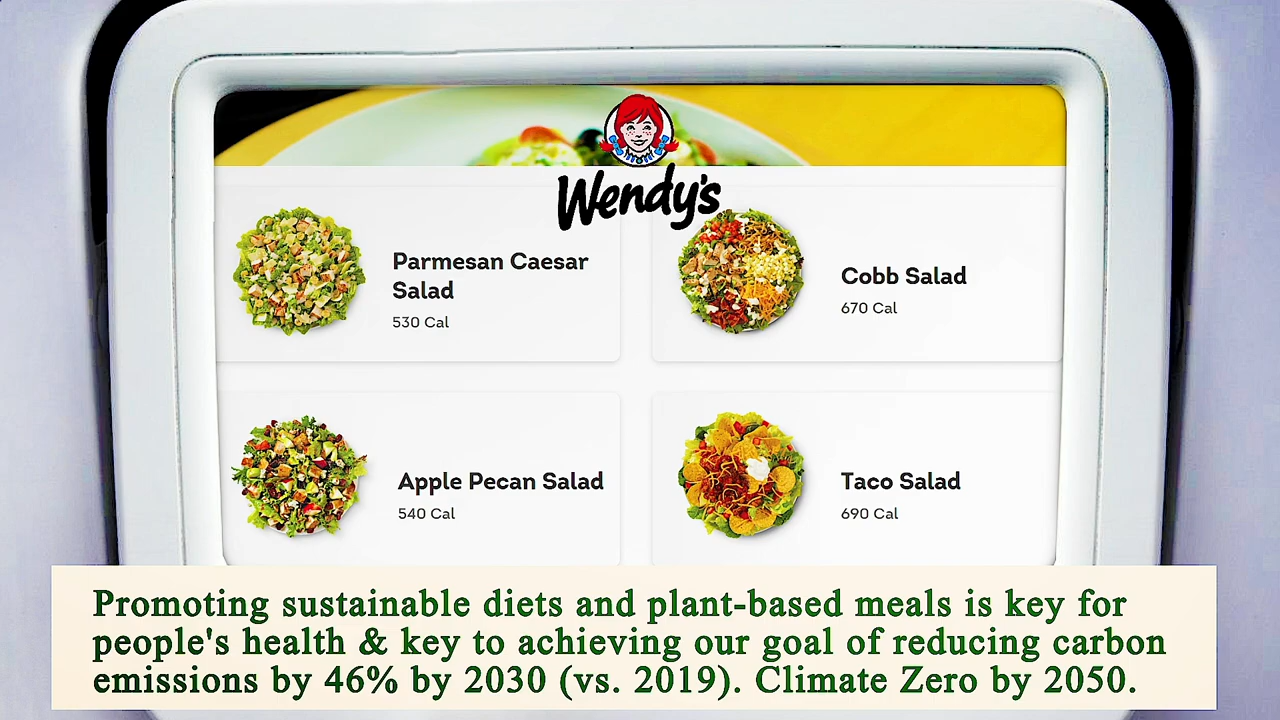 Wendy's
Parmesan Caesar
Salad
530 Cal
Cobb Salad
670 Cal
Apple Pecan Salad
540 Cal
Taco Salad
690 Cal
Promoting sustainable diets and plant-based meals is key for
people's health & key to achieving our goal of reducing carbon
emissions by 46% by 2030 (vs. 2019). Climate Zero by 2050.